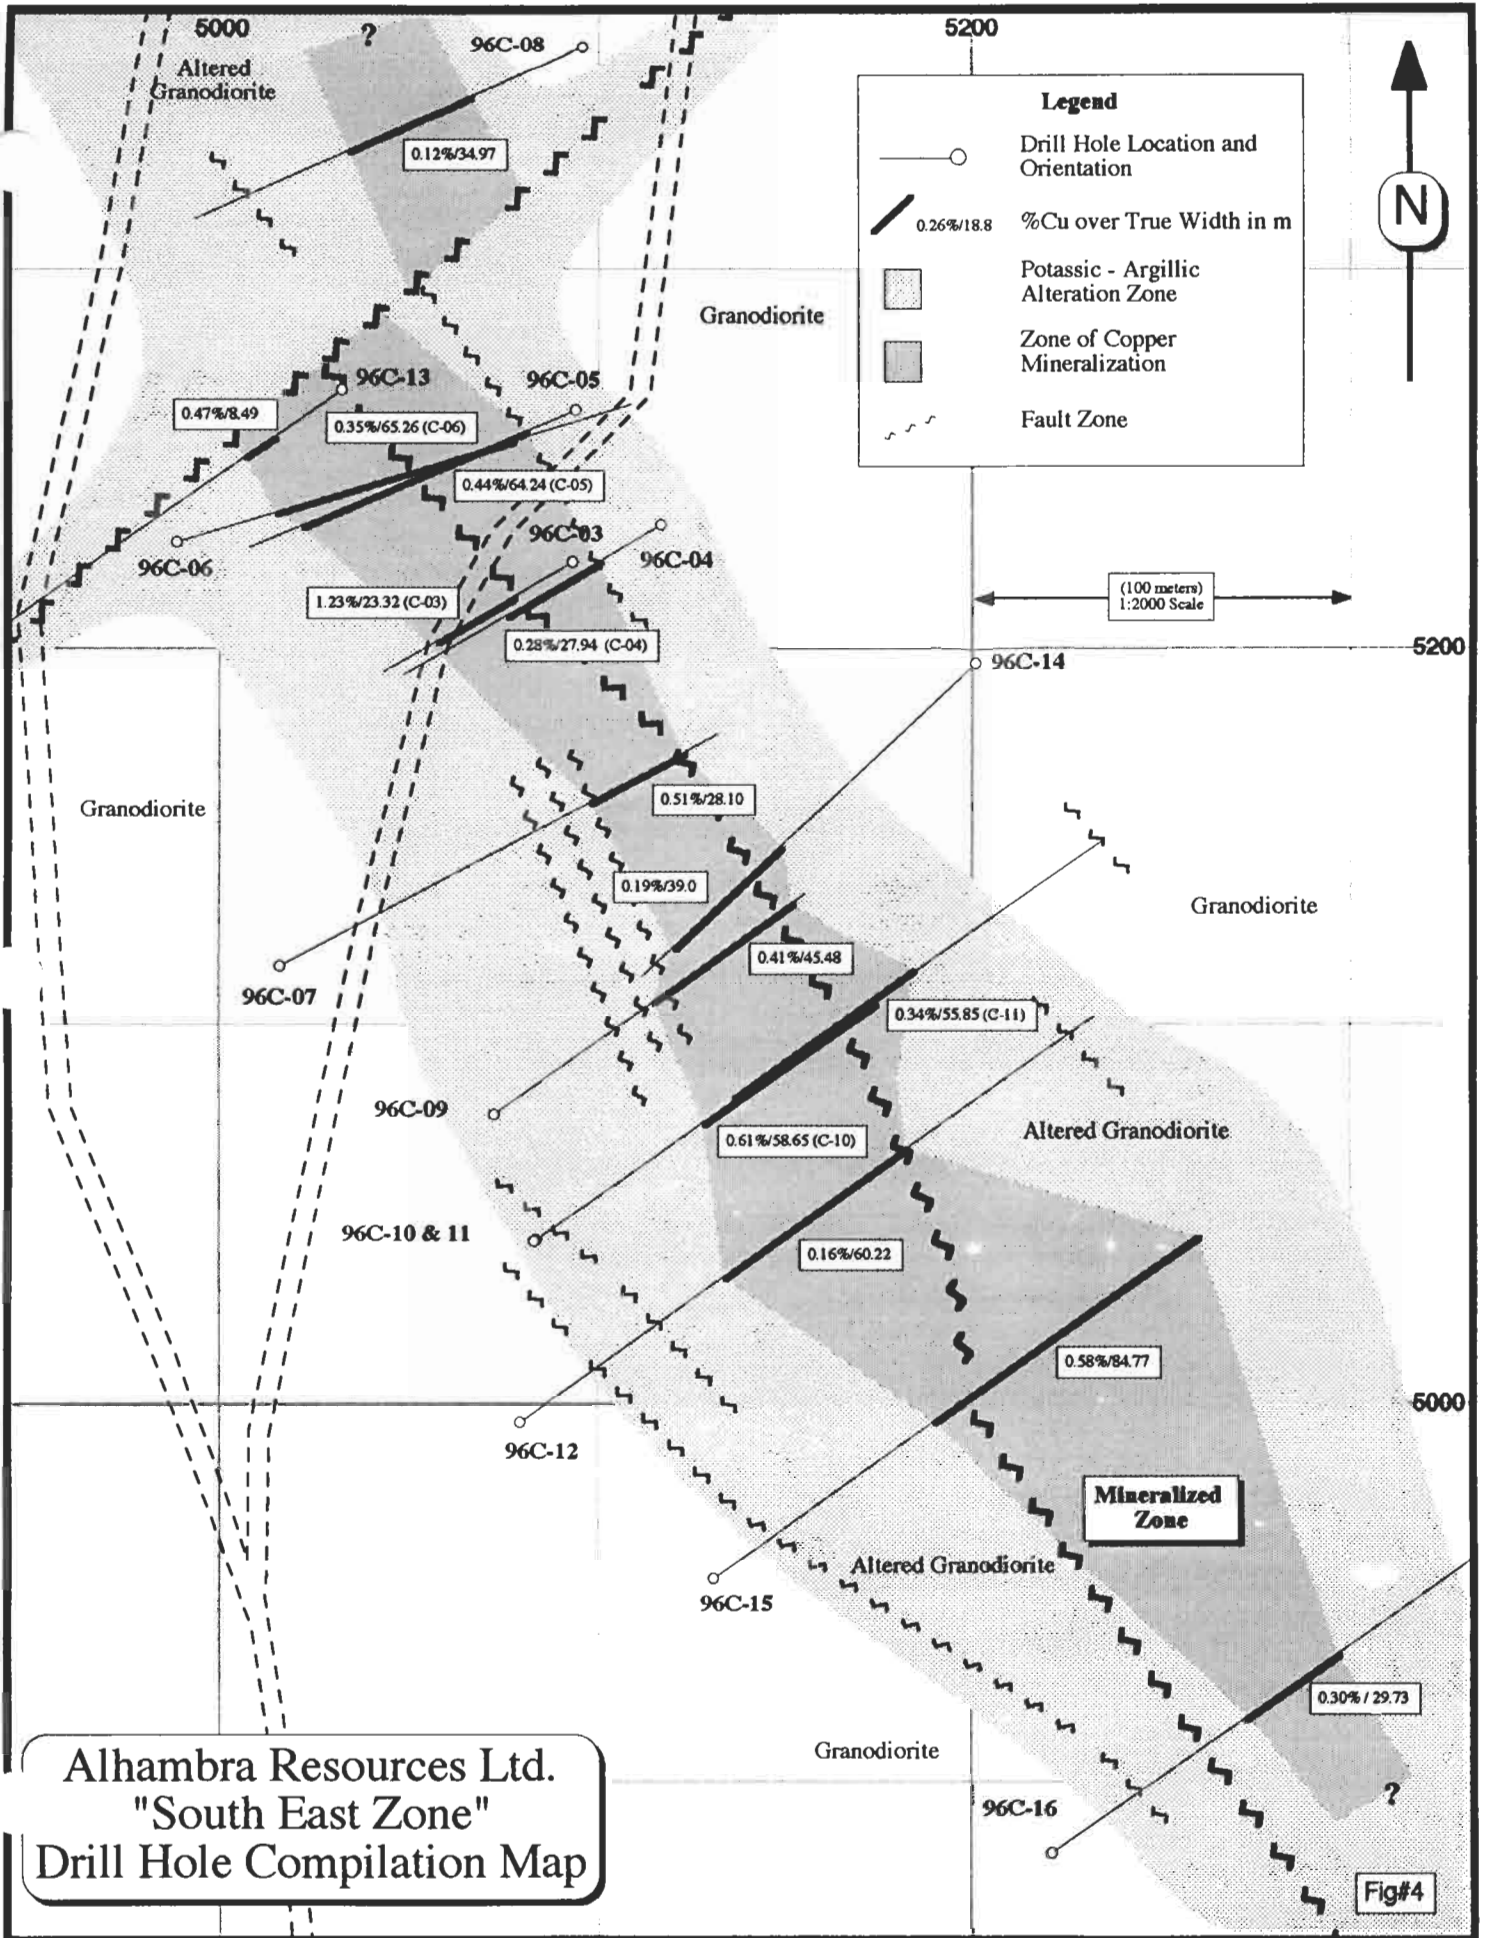 5000
5200
?
96C-08
Altered
Granodiorite
0.12%/34.97
Legend
Drill Hole Location and
Orientation
0.26%/18.8
%Cu over True Width in m
Potassic - Argillic
Alteration Zone
Zone of Copper
Mineralization
Fault Zone
N
Granodiorite
96C-13
96C-05
0.47%/8.49
0.35%/65.26 (C-06)
0.44%/64.24 (C-05)
96C-03
96C-04
96C-06
1.23%/23.32 (C-03)
0.28%/27.94 (C-04)
(100 meters)
1:2000 Scale
5200
96C-14
Granodiorite
0.51%/28.10
0.19%/39.0
Granodiorite
0.41%/45.48
96C-07
0.34%/55.85 (C-11)
96C-09
Altered Granodiorite
0.61%/58.65 (C-10)
96C-10 & 11
0.16%/60.22
0.58%/84.77
5000
96C-12
Mineralized
Zone
Altered Granodiorite
96C-15
0.30% / 29.73
Granodiorite
?
96C-16
Alhambra Resources Ltd.
"South East Zone"
Drill Hole Compilation Map
Fig#4